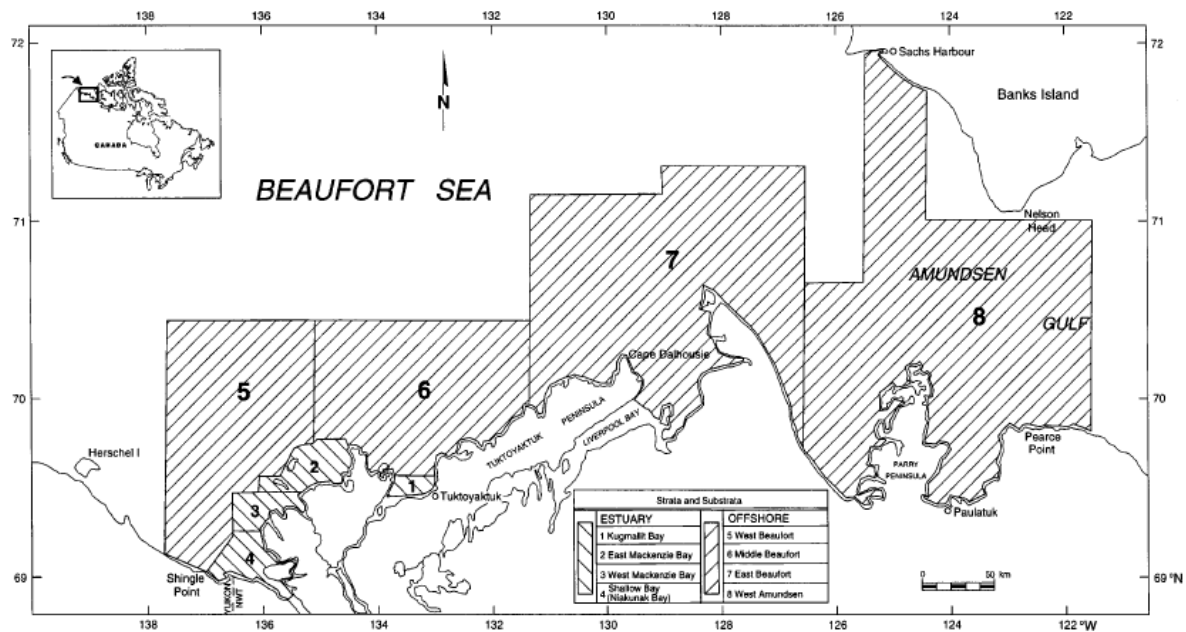 138 136 134 132 130 128 126 124 122
72 72
Sachs Harbour
N
Banks Island
CANADA
BEAUFORT SEA
71 71
Nelson
Head
7
AMUNDSEN
8
GULF
Cape Dalhousie
5
6
70 70
TUKTOYAKTUK PENINSULA
LIVERPOOL BAY
Pearce
Point
Herschel I
2
PARRY
PENINSULA
1
Tuktoyaktuk
3
Paulatuk
4
Shingle
Point
YUKON
NWT
Strata and Substrata
ESTUARY OFFSHORE
1 Kugmallit Bay 5 West Beaufort
2 East Mackenzie Bay 6 Middle Beaufort
3 West Mackenzie Bay 7 East Beaufort
4 Shallow Bay
(Niakunak Bay) 8 West Amundsen
0 50 km
69 69 °N
138 136 134 132 130 128 126 124 122 °W